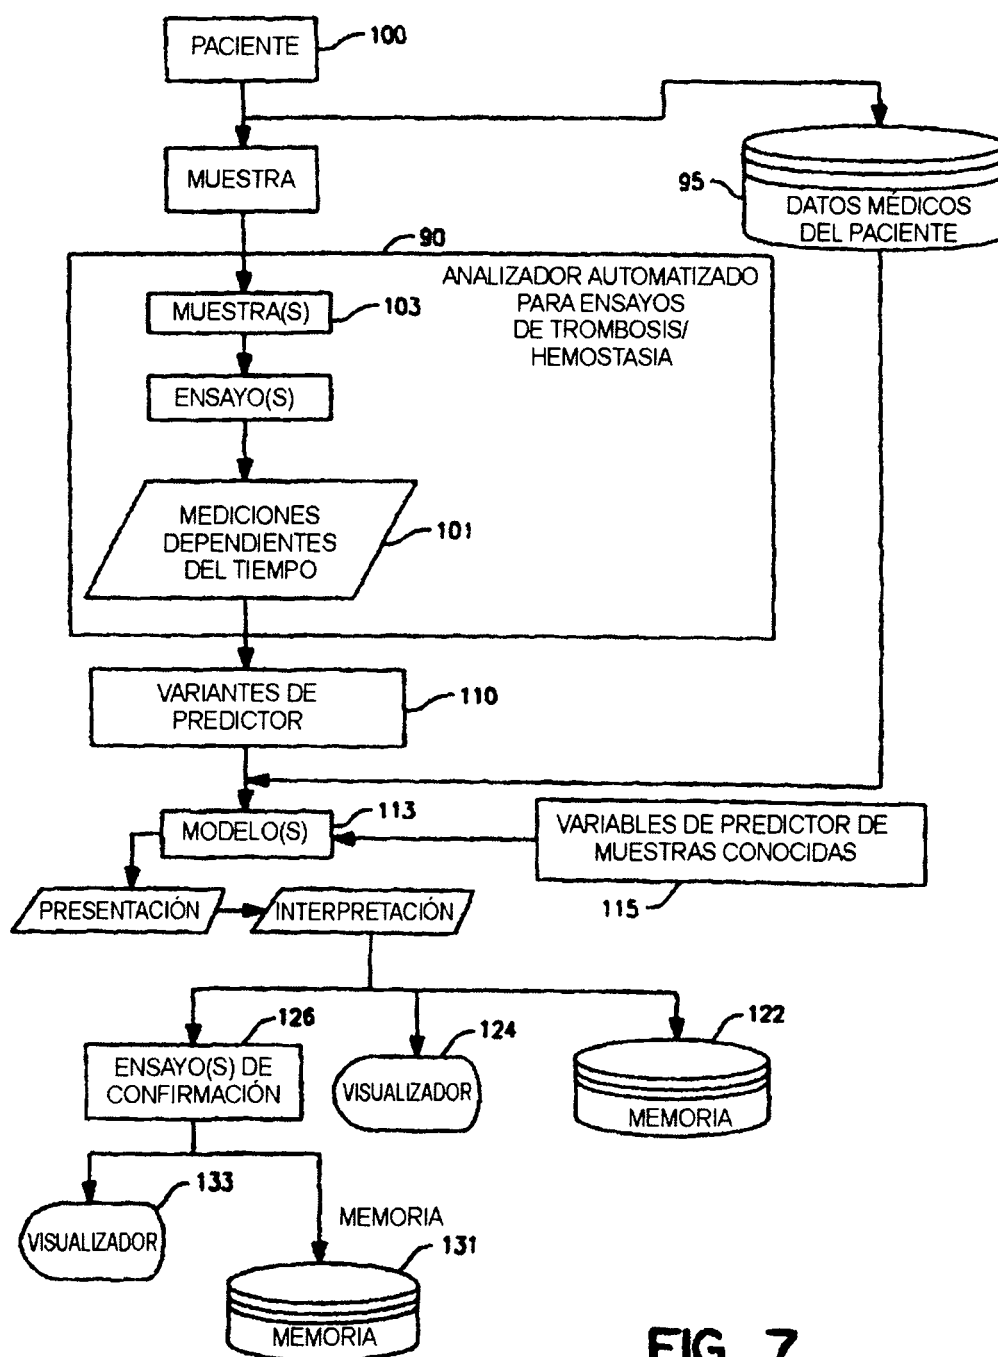 PACIENTE
100
MUESTRA
95
DATOS MÉDICOS
DEL PACIENTE
90
ANALIZADOR AUTOMATIZADO
PARA ENSAYOS
DE TROMBOSIS/
HEMOSTASIA
MUESTRA(S)
103
ENSAYO(S)
MEDICIONES
DEPENDIENTES
DEL TIEMPO
101
VARIANTES DE
PREDICTOR
110
MODELO(S)
113
VARIABLES DE PREDICTOR DE
MUESTRAS CONOCIDAS
115
PRESENTACIÓN
INTERPRETACIÓN
126
ENSAYO(S) DE
CONFIRMACIÓN
124
VISUALIZADOR
122
MEMORIA
133
VISUALIZADOR
MEMORIA
131
MEMORIA
FIG. 7